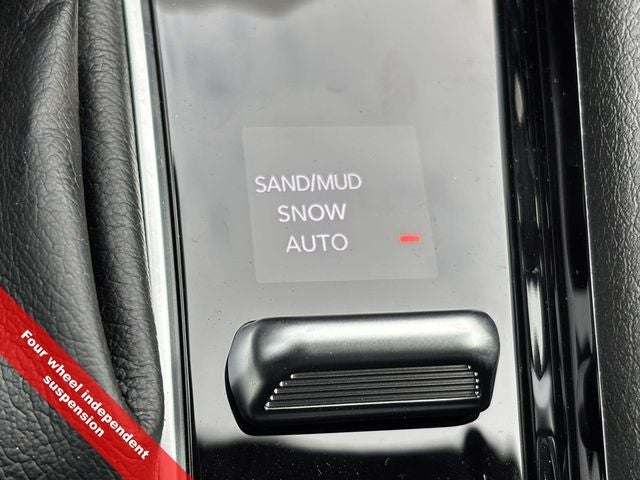 SAND/MUD
SNOW
AUTO
Four wheel independent
suspension